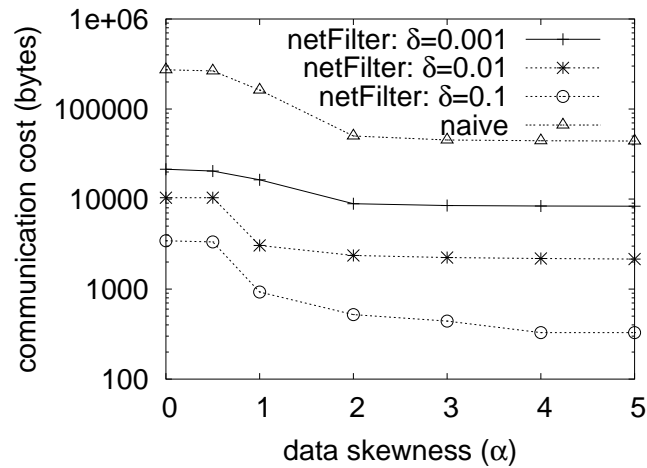 1e+06
100000
10000
1000
100
communication cost (bytes)
netFilter: δ=0.001
netFilter: δ=0.01
netFilter: δ=0.1
naive
0 1 2 3 4 5
data skewness (α)